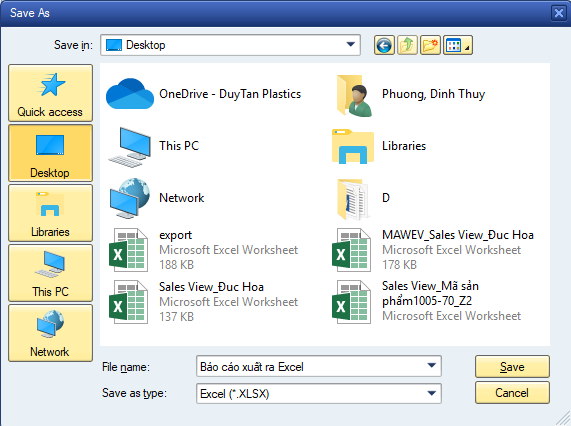 Save As
Save in:
Desktop
Quick access
Desktop
Libraries
This PC
Network
OneDrive - DuyTan Plastics
Phuong, Dinh Thuy
This PC
Libraries
Network
D
export
Microsoft Excel Worksheet
188 KB
MAWEV_Sales View_Đuc Hoa
Microsoft Excel Worksheet
178 KB
Sales View_Đuc Hoa
Microsoft Excel Worksheet
137 KB
Sales View_Mã sản
phẩm1005-70_Z2
Microsoft Excel Worksheet
File name:
Báo cáo xuất ra Excel
Save
Save as type:
Excel (*.XLSX)
Cancel